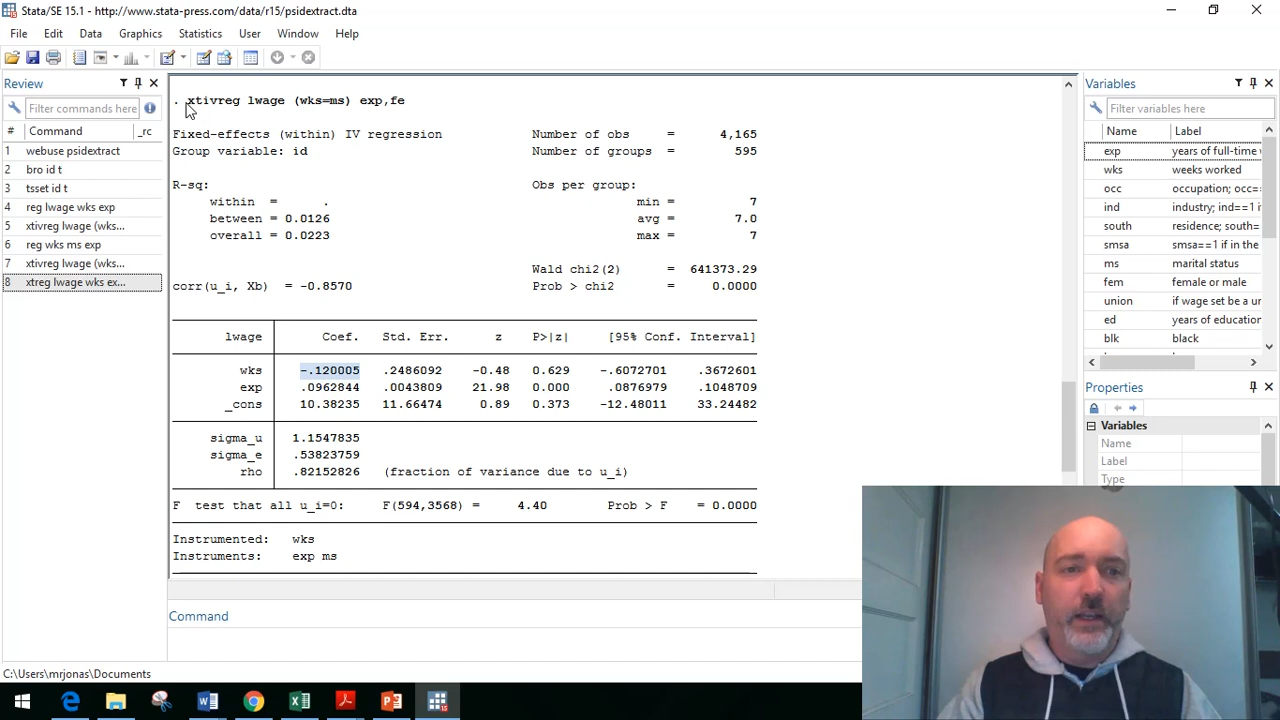 Stata/SE 15.1 - http://www.stata-press.com/data/r15/psidextract.dta
File Edit Data Graphics Statistics User Window Help
Review
Filter commands here
# Command _rc
1 webuse psidextract
2 bro id t
3 tsset id t
4 reg lwage wks exp
5 xtivreg lwage (wks...
6 reg wks ms exp
7 xtivreg lwage (wks...
8 xtreg lwage wks ex...
. xtivreg lwage (wks=ms) exp,fe
Fixed-effects (within) IV regression Number of obs = 4,165
Group variable: id Number of groups = 595
R-sq: Obs per group:
within = . min = 7
between = 0.0126 avg = 7.0
overall = 0.0223 max = 7
Wald chi2(2) = 641373.29
corr(u_i, Xb) = -0.8570 Prob > chi2 = 0.0000
lwage Coef. Std. Err. z P>|z| [95% Conf. Interval]
wks -.120005 .2486092 -0.48 0.629 -.6072701 .3672601
exp .0962844 .0043809 21.98 0.000 .0876979 .1048709
_cons 10.38235 11.66474 0.89 0.373 -12.48011 33.24482
sigma_u 1.1547835
sigma_e .53823759
rho .82152826 (fraction of variance due to u_i)
F test that all u_i=0: F(594,3568) = 4.40 Prob > F = 0.0000
Instrumented: wks
Instruments: exp ms
Command
C:\Users\mrjonas\Documents
Variables
Filter variables here
Name Label
exp years of full-time
wks weeks worked
occ occupation; occ==
ind industry; ind==1 i
south residence; south=
smsa smsa==1 if in the
ms marital status
fem female or male
union if wage set be a u
ed years of education
blk black
Properties
Variables
Name
Label
Type